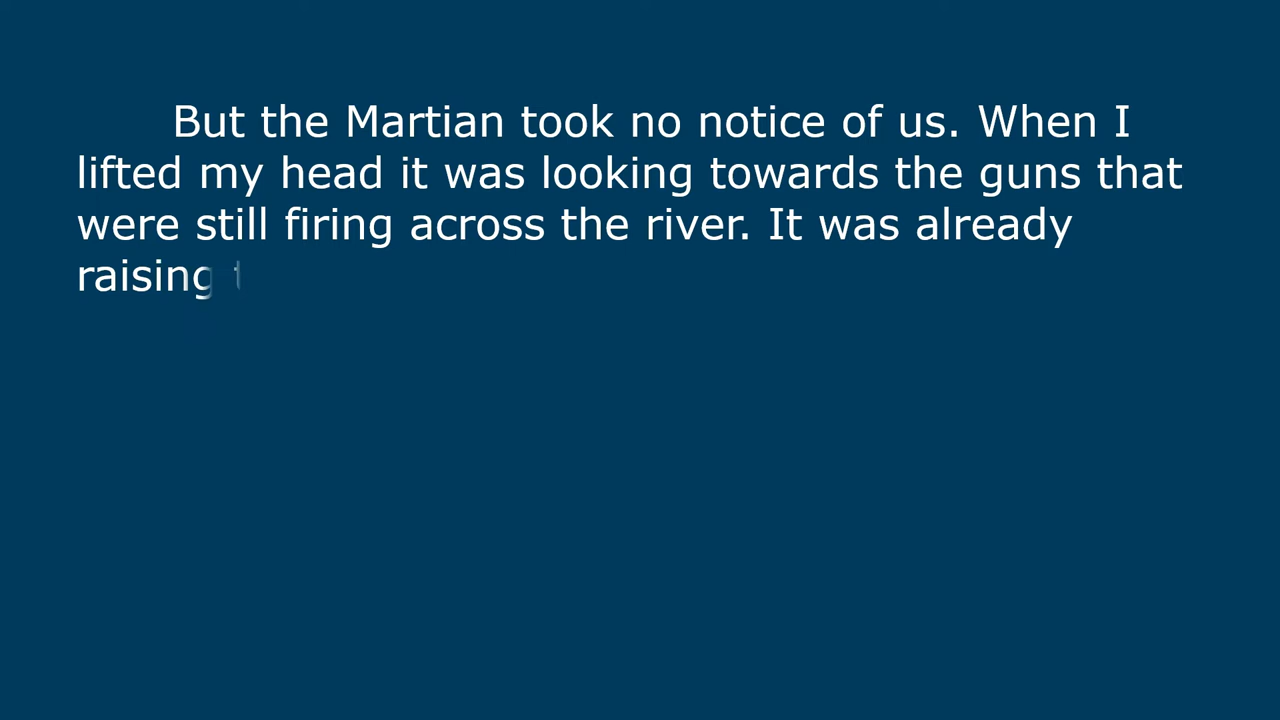 But the Martian took no notice of us. When I
lifted my head it was looking towards the guns that
were still firing across the river. It was already
raising